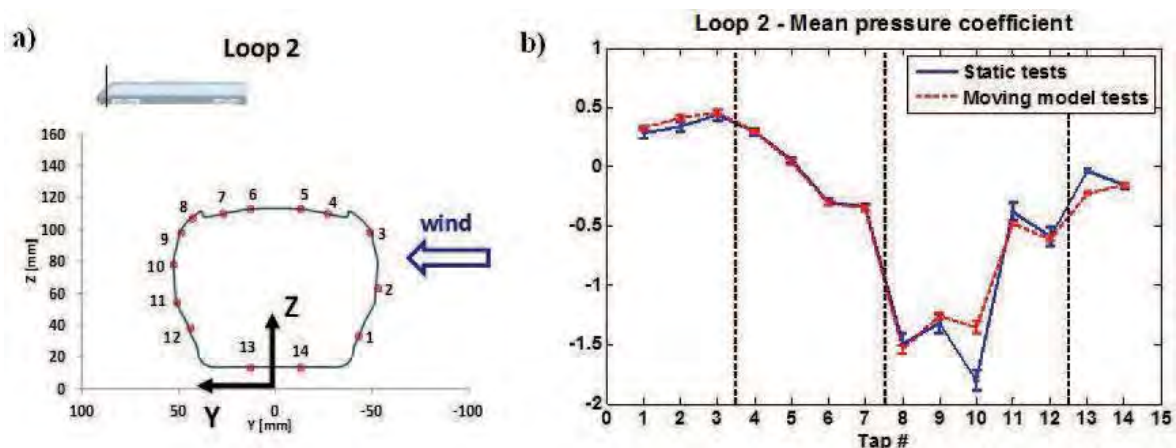 a)
Loop 2
160
140
120
100
80
60
40
20
0
Z [mm]
100
50
0
-50
-100
Y [mm]
8
7
6
5
4
9
3
10
2
11
12
1
13
14
Z
Y
wind
b)
Loop 2 - Mean pressure coefficient
Static tests
Moving model tests
1
0.5
0
-0.5
-1
-1.5
-2
1 2 3 4 5 6 7 8 9 10 11 12 13 14 15
Tap #